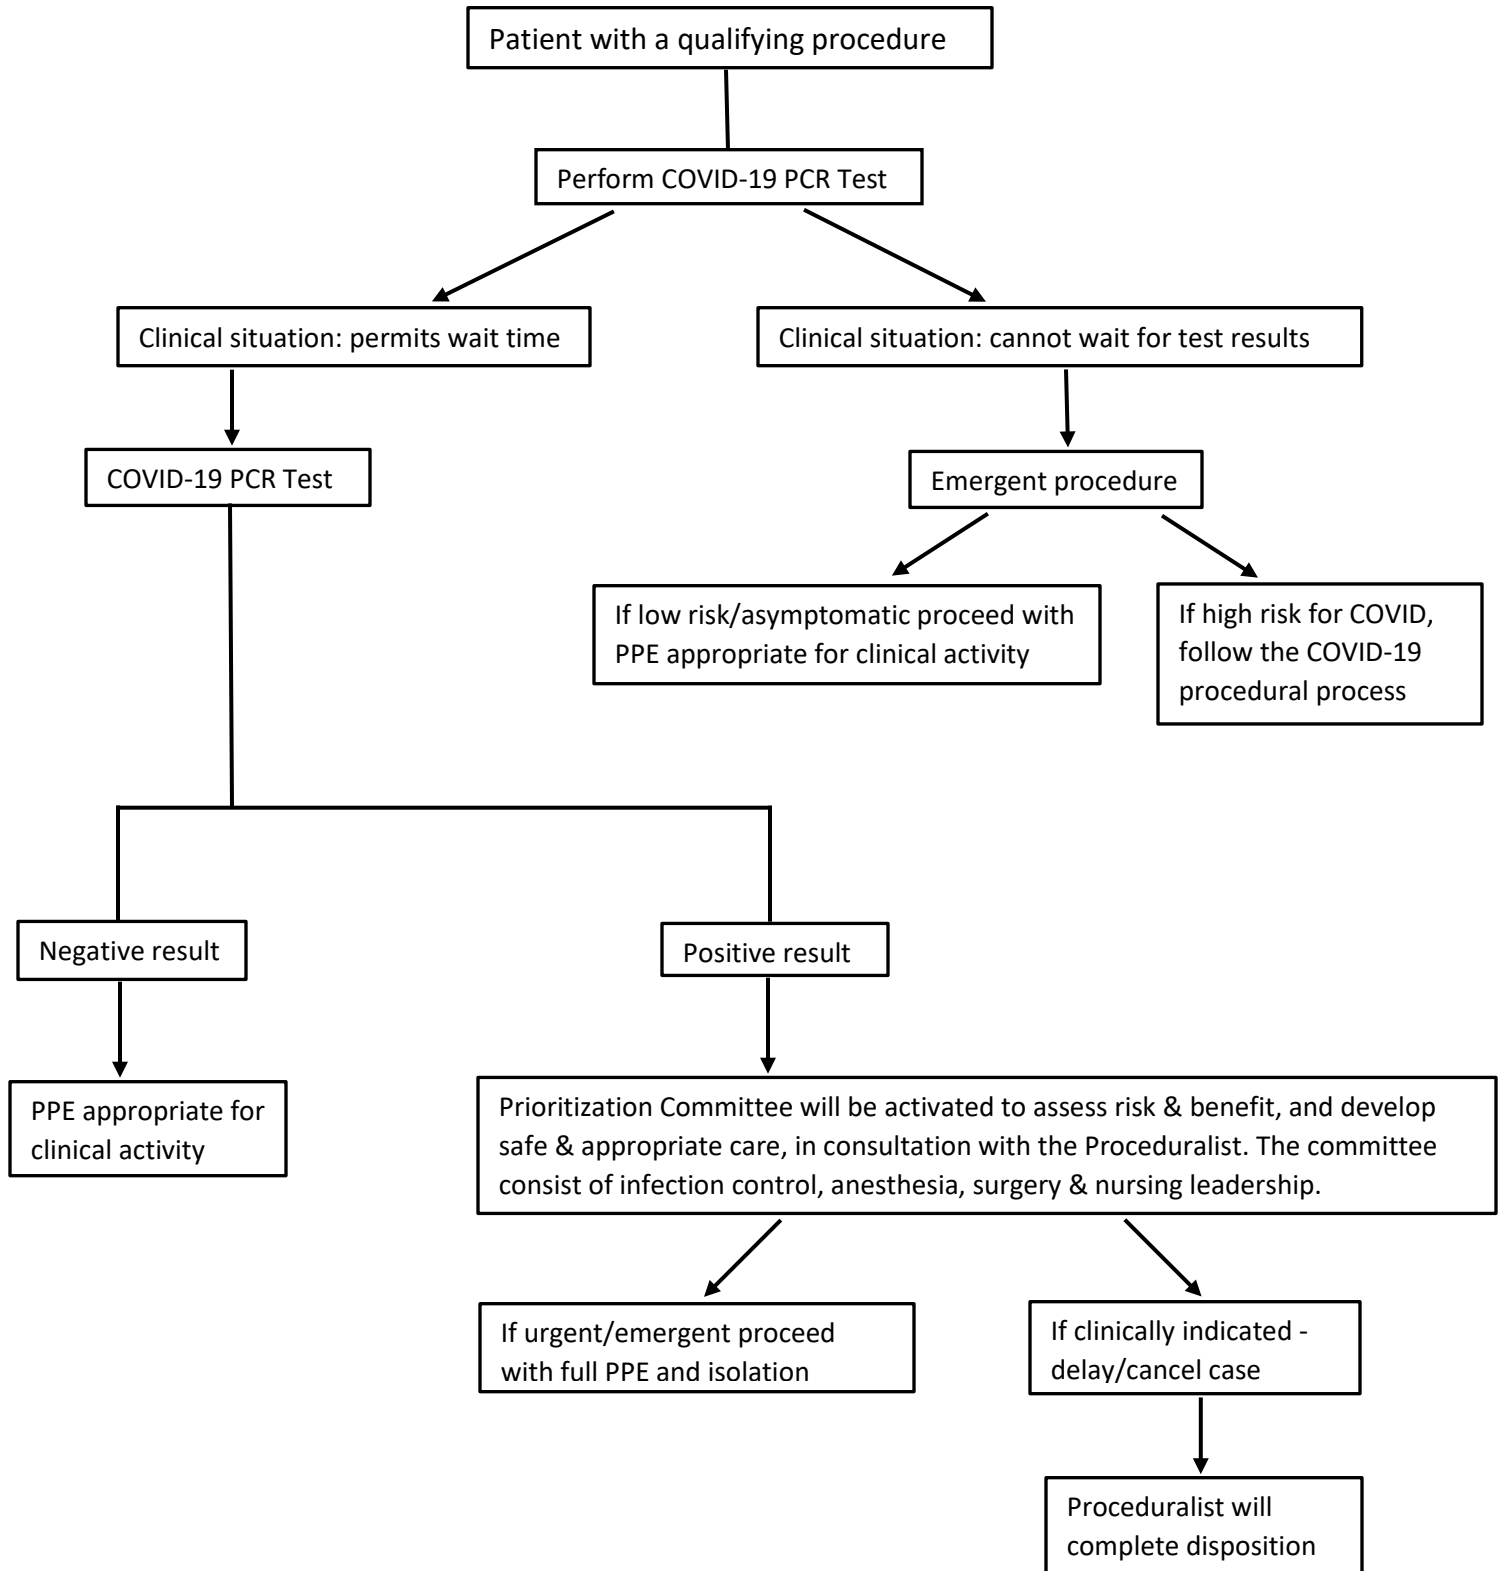 Patient with a qualifying procedure
Perform COVID-19 PCR Test
Clinical situation: permits wait time
Clinical situation: cannot wait for test results
COVID-19 PCR Test
Emergent procedure
If low risk/asymptomatic proceed with
PPE appropriate for clinical activity
If high risk for COVID,
follow the COVID-19
procedural process
Negative result
Positive result
PPE appropriate for
clinical activity
Prioritization Committee will be activated to assess risk & benefit, and develop
safe & appropriate care, in consultation with the Proceduralist. The committee
consist of infection control, anesthesia, surgery & nursing leadership.
If urgent/emergent proceed
with full PPE and isolation
If clinically indicated -
delay/cancel case
Proceduralist will
complete disposition